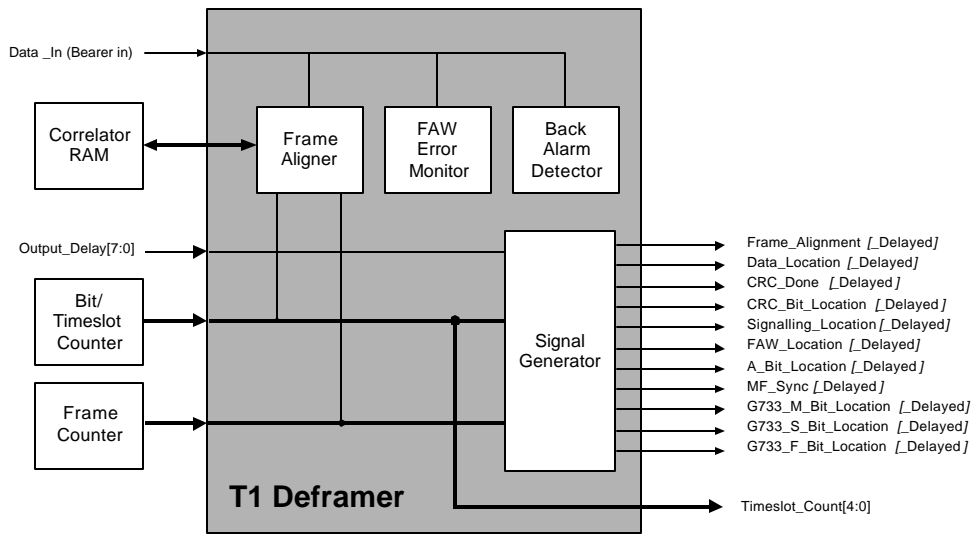 Data _In (Bearer in)
Correlator
RAM
Frame
Aligner
FAW
Error
Monitor
Back
Alarm
Detector
Output_Delay[7:0]
Bit/
Timeslot
Counter
Frame
Counter
Signal
Generator
Frame_Alignment [_Delayed]
Data_Location [_Delayed]
CRC_Done [_Delayed]
CRC_Bit_Location [_Delayed]
Signalling_Location [_Delayed]
FAW_Location [_Delayed]
A_Bit_Location [_Delayed]
MF_Sync [_Delayed]
G733_M_Bit_Location [_Delayed]
G733_S_Bit_Location [_Delayed]
G733_F_Bit_Location [_Delayed]
T1 Deframer
Timeslot_Count[4:0]